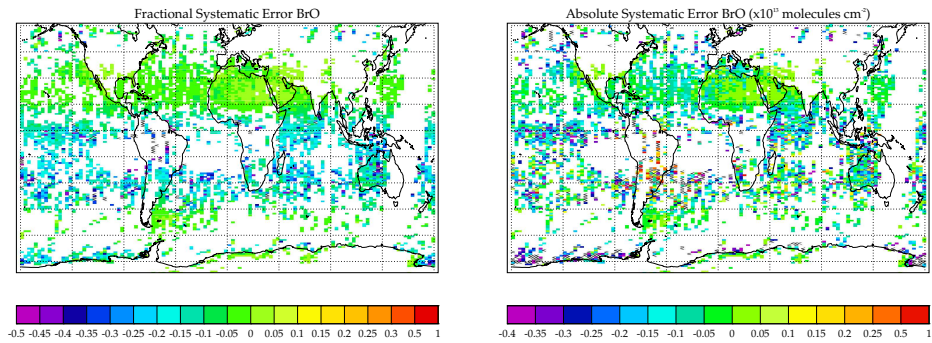 Fractional Systematic Error BrO
Absolute Systematic Error BrO (x10¹³ molecules cm⁻²)
-0.5 -0.45 -0.4 -0.35 -0.3 -0.25 -0.2 -0.15 -0.1 -0.05 0 0.05 0.1 0.15 0.2 0.25 0.3 0.5 1
-0.4 -0.35 -0.3 -0.25 -0.2 -0.15 -0.1 -0.05 0 0.05 0.1 0.15 0.2 0.25 0.5 1